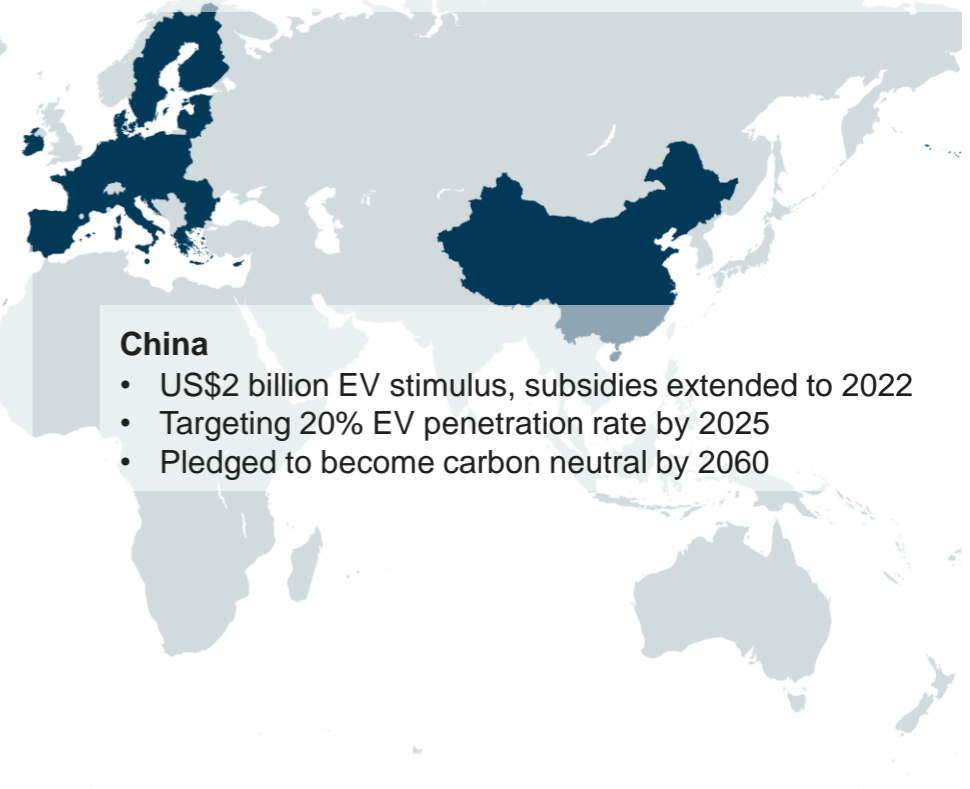 China
• US$2 billion EV stimulus, subsidies extended to 2022
• Targeting 20% EV penetration rate by 2025
• Pledged to become carbon neutral by 2060